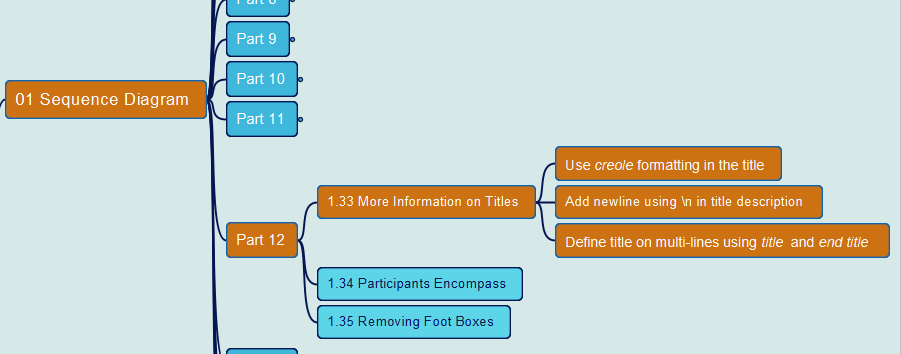 Part 8
Part 9
Part 10
01 Sequence Diagram
Part 11
Use creole formatting in the title
1.33 More Information on Titles
Add newline using \n in title description
Part 12
Define title on multi-lines using title and end title
1.34 Participants Encompass
1.35 Removing Foot Boxes